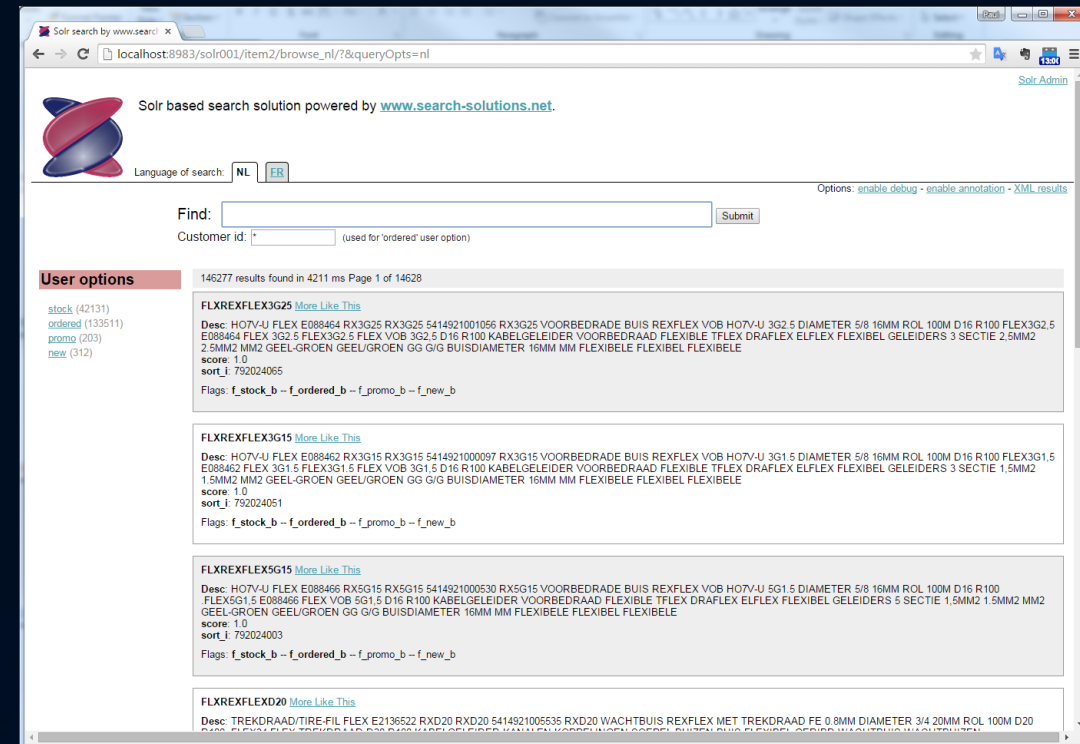 Paul
Solr search by www.searc
localhost:8983/solr001/item2/browse_nl/?&queryOpts=nl
13:0
Solr Admin
Solr based search solution powered by www.search-solutions.net.
Language of search: NL FR
Options: enable debug - enable annotation - XML results
Find: Submit
Customer id: * (used for 'ordered' user option)
User options
stock (42131)
ordered (133511)
promo (203)
new (312)
146277 results found in 4211 ms Page 1 of 14628
FLXREXFLEX3G25 More Like This
Desc: HO7V-U FLEX E088464 RX3G25 RX3G25 5414921001056 RX3G25 VOORBEDRADE BUIS REXFLEX VOB HO7V-U 3G2.5 DIAMETER 5/8 16MM ROL 100M D16 R100 FLEX3G2,5
E088464 FLEX 3G2.5 FLEX3G2.5 FLEX VOB 3G2,5 D16 R100 KABELGELEIDER VOORBEDRAAD FLEXIBLE TFLEX DRAFLEX ELFLEX FLEXIBEL GELEIDERS 3 SECTIE 2,5MM2
2.5MM2 MM2 GEEL-GROEN GEEL/GROEN GG G/G BUISDIAMETER 16MM MM FLEXIBELE FLEXIBEL FLEXIBELE
score: 1.0
sort_i: 792024065
Flags: f_stock_b -- f_ordered_b -- f_promo_b -- f_new_b
FLXREXFLEX3G15 More Like This
Desc: HO7V-U FLEX E088462 RX3G15 RX3G15 5414921000097 RX3G15 VOORBEDRADE BUIS REXFLEX VOB HO7V-U 3G1.5 DIAMETER 5/8 16MM ROL 100M D16 R100 FLEX3G1,5
E088462 FLEX 3G1.5 FLEX3G1.5 FLEX VOB 3G1,5 D16 R100 KABELGELEIDER VOORBEDRAAD FLEXIBLE TFLEX DRAFLEX ELFLEX FLEXIBEL GELEIDERS 3 SECTIE 1,5MM2
1.5MM2 MM2 GEEL-GROEN GEEL/GROEN GG G/G BUISDIAMETER 16MM MM FLEXIBELE FLEXIBEL FLEXIBELE
score: 1.0
sort_i: 792024051
Flags: f_stock_b -- f_ordered_b -- f_promo_b -- f_new_b
FLXREXFLEX5G15 More Like This
Desc: HO7V-U FLEX E088466 RX5G15 RX5G15 5414921000530 RX5G15 VOORBEDRADE BUIS REXFLEX VOB HO7V-U 5G1.5 DIAMETER 5/8 16MM ROL 100M D16 R100
.FLEX5G1,5 E088466 FLEX VOB 5G1,5 D16 R100 KABELGELEIDER VOORBEDRAAD FLEXIBLE TFLEX DRAFLEX ELFLEX FLEXIBEL GELEIDERS 5 SECTIE 1,5MM2 1.5MM2 MM2
GEEL-GROEN GEEL/GROEN GG G/G BUISDIAMETER 16MM MM FLEXIBELE FLEXIBEL FLEXIBELE
score: 1.0
sort_i: 792024003
Flags: f_stock_b -- f_ordered_b -- f_promo_b -- f_new_b
FLXREXFLEXD20 More Like This
Desc: TREKDRAAD/TIRE-FIL FLEX E2136522 RXD20 RXD20 5414921005535 RXD20 WACHTBUIS REXFLEX MET TREKDRAAD FE 0.8MM DIAMETER 3/4 20MM ROL 100M D20